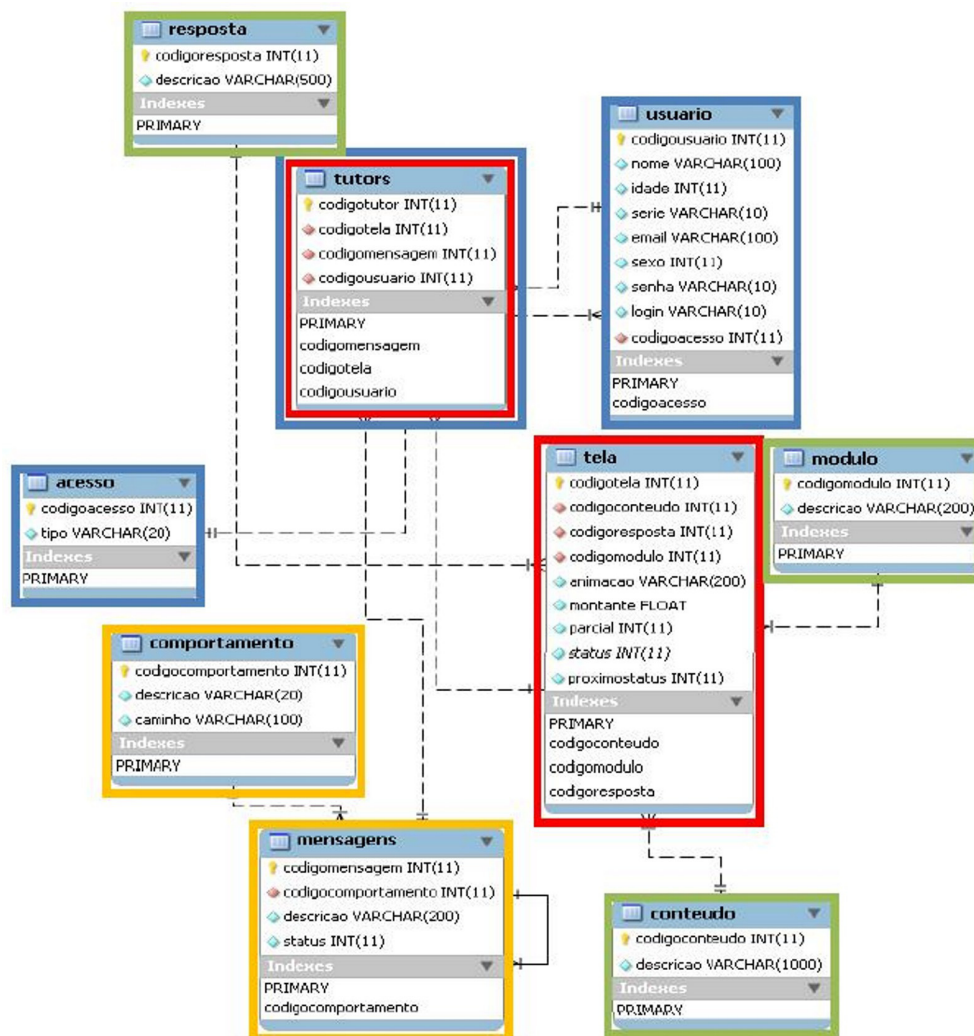 resposta
codigoresposta INT(11)
descricao VARCHAR(500)
Indexes
PRIMARY
usuario
codigousuario INT(11)
nome VARCHAR(100)
idade INT(11)
serie VARCHAR(10)
email VARCHAR(100)
sexo INT(11)
senha VARCHAR(10)
login VARCHAR(10)
codigoacesso INT(11)
Indexes
PRIMARY
codigoacesso
tutors
codigotutor INT(11)
codigotela INT(11)
codigomensagem INT(11)
codigousuario INT(11)
Indexes
PRIMARY
codigomensagem
codigotela
codigousuario
acesso
codigoacesso INT(11)
tipo VARCHAR(20)
Indexes
PRIMARY
tela
codigotela INT(11)
codigoconteudo INT(11)
codigoresposta INT(11)
codigomodulo INT(11)
animacao VARCHAR(200)
montante FLOAT
parcial INT(11)
status INT(11)
proximostatus INT(11)
Indexes
PRIMARY
codigoconteudo
codigomodulo
codigoresposta
modulo
codigomodulo INT(11)
descricao VARCHAR(200)
Indexes
PRIMARY
comportamento
codigocomportamento INT(11)
descricao VARCHAR(20)
caminho VARCHAR(100)
Indexes
PRIMARY
mensagens
codigomensagem INT(11)
codigocomportamento INT(11)
descricao VARCHAR(200)
status INT(11)
Indexes
PRIMARY
codigocomportamento
conteudo
codigoconteudo INT(11)
descricao VARCHAR(1000)
Indexes
PRIMARY